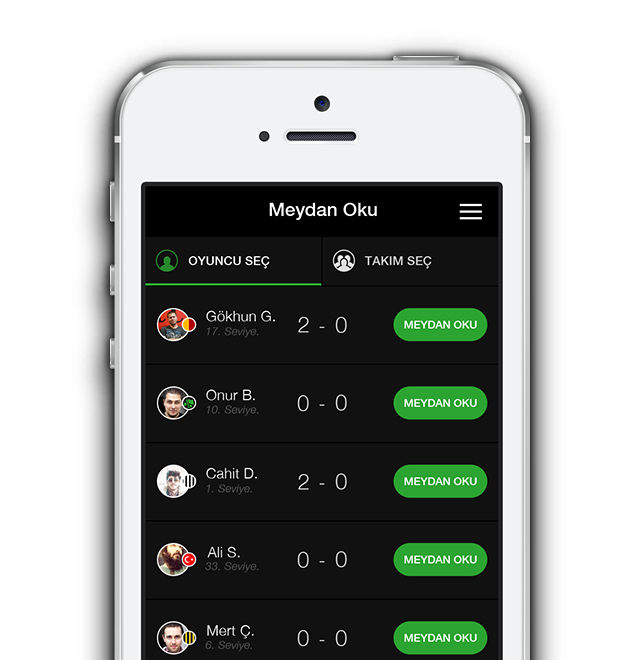 Meydan Oku
OYUNCU SEÇ
TAKIM SEÇ
Gökhun G.
17. Seviye.
2 - 0
MEYDAN OKU
Onur B.
10. Seviye.
0 - 0
MEYDAN OKU
Cahit D.
1. Seviye.
2 - 0
MEYDAN OKU
Ali S.
33. Seviye.
0 - 0
MEYDAN OKU
Mert Ç.
6. Seviye.
0 - 0
MEYDAN OKU